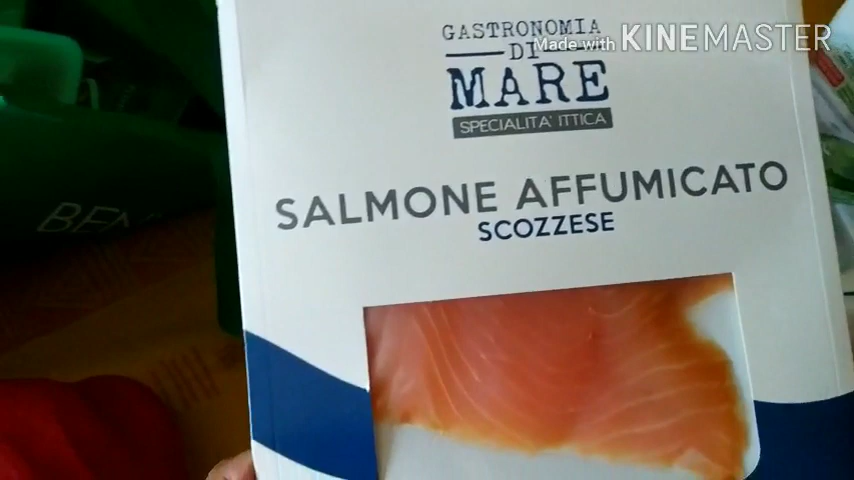 GASTRONOMIA
DI
MARE
SPECIALITA' ITTICA
Made with KINEMASTER
SALMONE AFFUMICATO
SCOZZESE